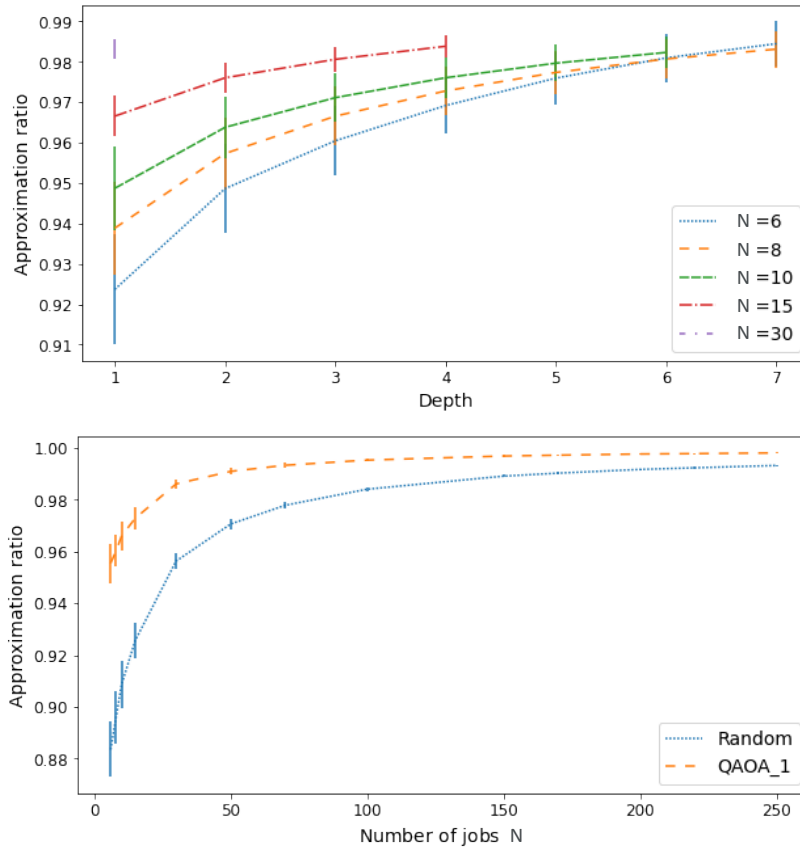 0.99
0.98
0.97
0.96
0.95
0.94
0.93
0.92
0.91
Approximation ratio
1 2 3 4 5 6 7
Depth
N =6
N =8
N =10
N =15
N =30
1.00
0.98
0.96
0.94
0.92
0.90
0.88
Approximation ratio
0 50 100 150 200 250
Number of jobs N
Random
QAOA_1